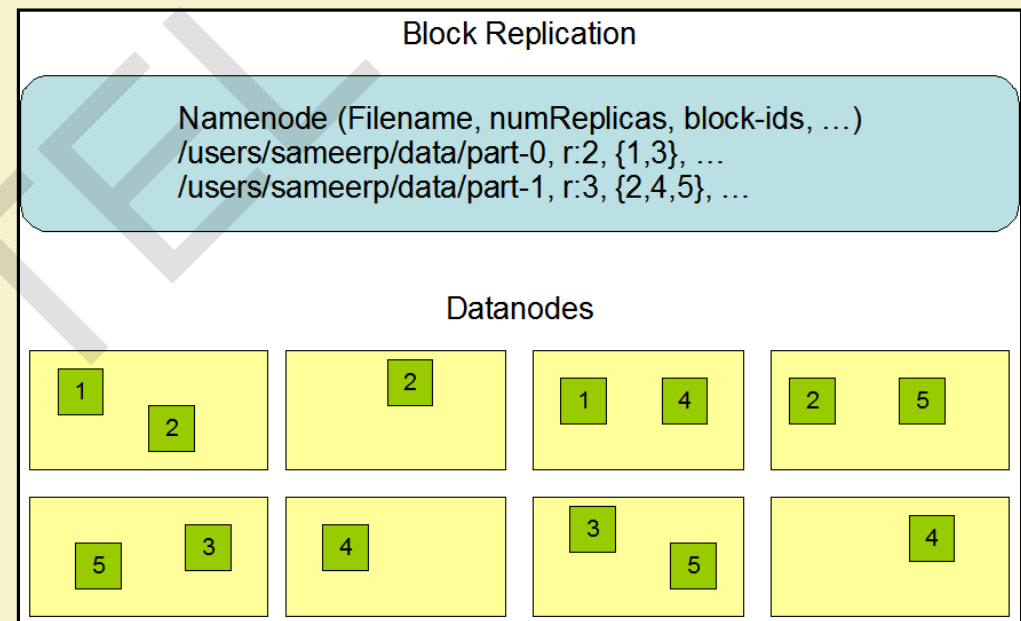 Block Replication
Namenode (Filename, numReplicas, block-ids, …)
/users/sameerp/data/part-0, r:2, {1,3}, …
/users/sameerp/data/part-1, r:3, {2,4,5}, …
Datanodes
1
2
2
1 4
2 5
5 3
4
3
5
4